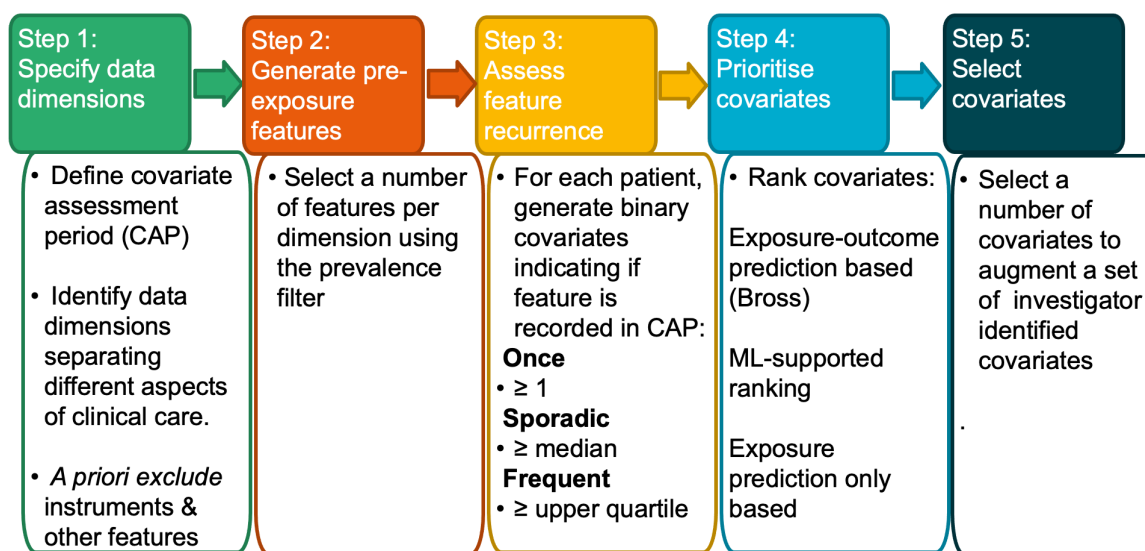 Step 1:
Specify data
dimensions
Step 2:
Generate pre-
exposure
features
Step 3:
Assess
feature
recurrence
Step 4:
Prioritise
covariates
Step 5:
Select
covariates
• Define covariate
assessment
period (CAP)
• Identify data
dimensions
separating
different aspects
of clinical care.
• A priori exclude
instruments &
other features
• Select a number
of features per
dimension using
the prevalence
filter
• For each patient,
generate binary
covariates
indicating if
feature is
recorded in CAP:
Once
• ≥ 1
Sporadic
• ≥ median
Frequent
• ≥ upper quartile
• Rank covariates:
Exposure-outcome
prediction based
(Bross)
ML-supported
ranking
Exposure
prediction only
based
• Select a
number of
covariates to
augment a set
of investigator
identified
covariates
.